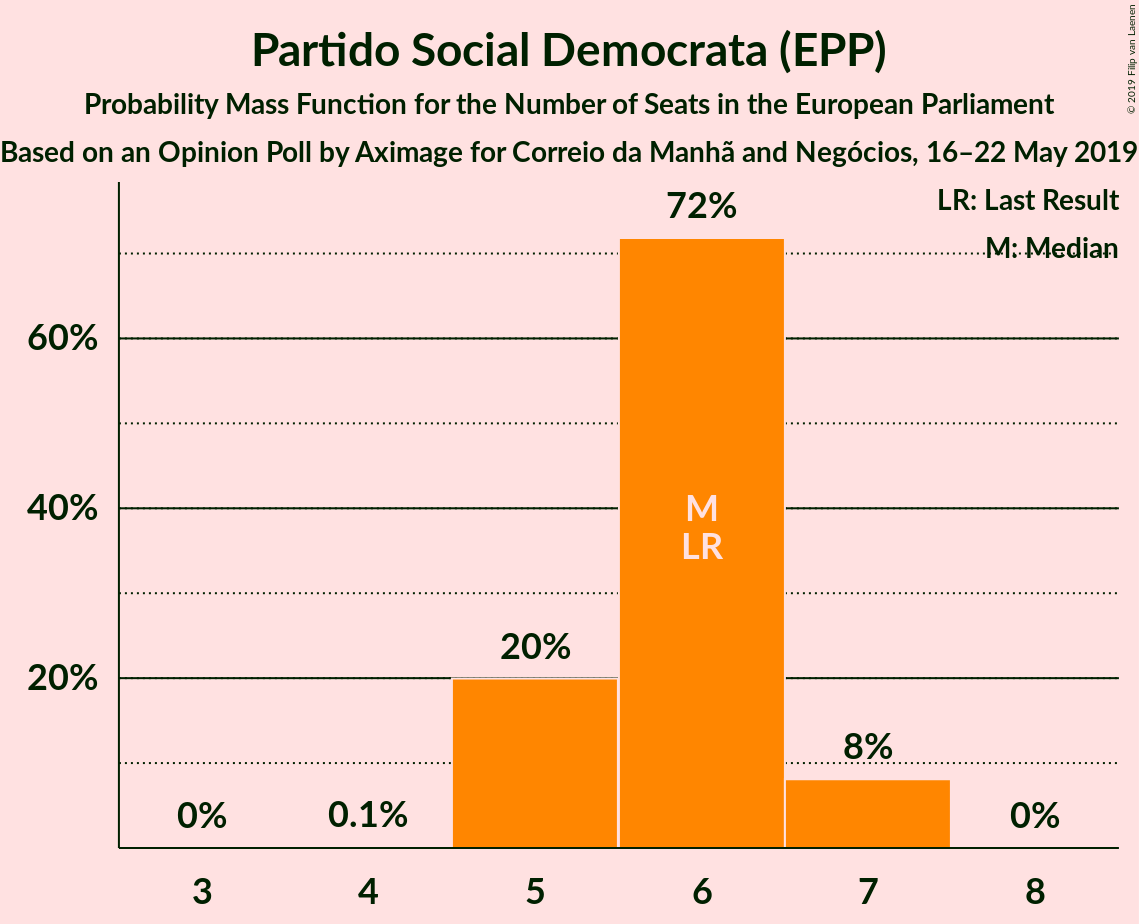 Partido Social Democrata (EPP)
Probability Mass Function for the Number of Seats in the European Parliament
Based on an Opinion Poll by Aximage for Correio da Manhã and Negócios, 16–22 May 2019
© 2019 Filip van Laenen
LR: Last Result
M: Median
72%
60%
40%
M
LR
20%
20%
8%
0%
0.1%
0%
3 4 5 6 7 8